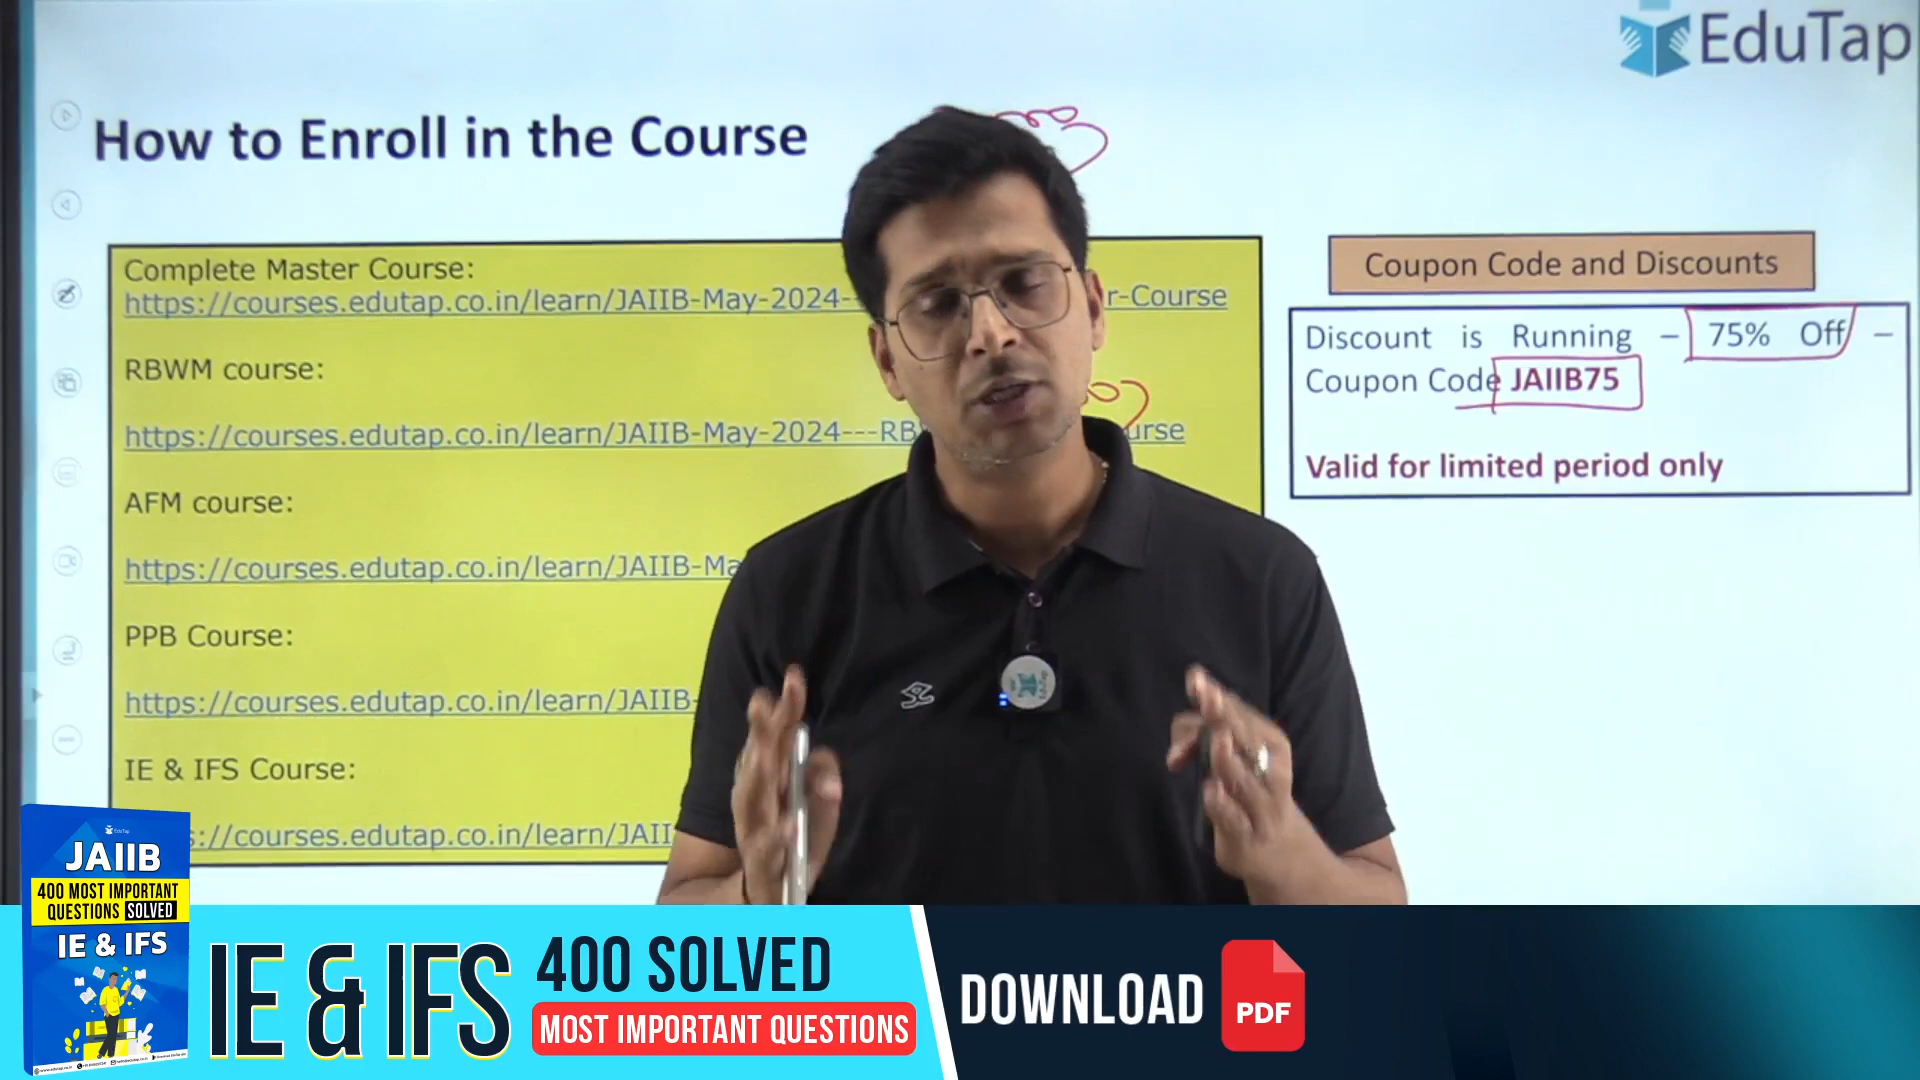 EduTap
How to Enroll in the Course
Complete Master Course:
https://courses.edutap.co.in/learn/JAIIB-May-2024--- r-Course
RBWM course:
https://courses.edutap.co.in/learn/JAIIB-May-2024---RB urse
AFM course:
https://courses.edutap.co.in/learn/JAIIB-Ma
PPB Course:
https://courses.edutap.co.in/learn/JAIIB-
IE & IFS Course:
s://courses.edutap.co.in/learn/JAII
Coupon Code and Discounts
Discount is Running – 75% Off –
Coupon Code JAIIB75
Valid for limited period only
EduTap
EduTap
JAIIB
400 MOST IMPORTANT
QUESTIONS SOLVED
IE & IFS
IE & IFS
400 SOLVED
MOST IMPORTANT QUESTIONS
DOWNLOAD
PDF